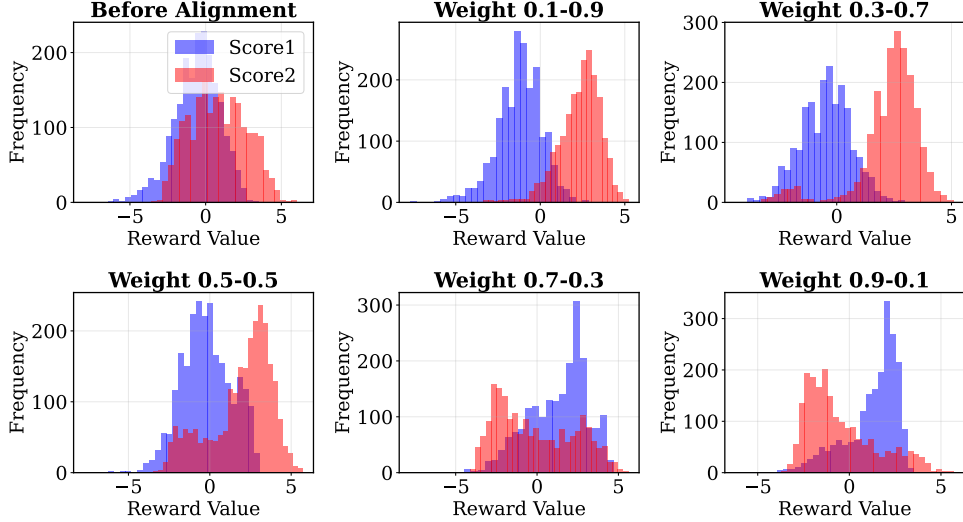 Before Alignment
Frequency
200
100
0
−5
0
5
Reward Value
Score1
Score2
Weight 0.1-0.9
Frequency
200
100
0
−5
0
5
Reward Value
Weight 0.3-0.7
Frequency
300
200
100
0
−5
0
5
Reward Value
Weight 0.5-0.5
Frequency
200
100
0
−5
0
5
Reward Value
Weight 0.7-0.3
Frequency
300
200
100
0
−5
0
5
Reward Value
Weight 0.9-0.1
Frequency
300
200
100
0
−5
0
5
Reward Value